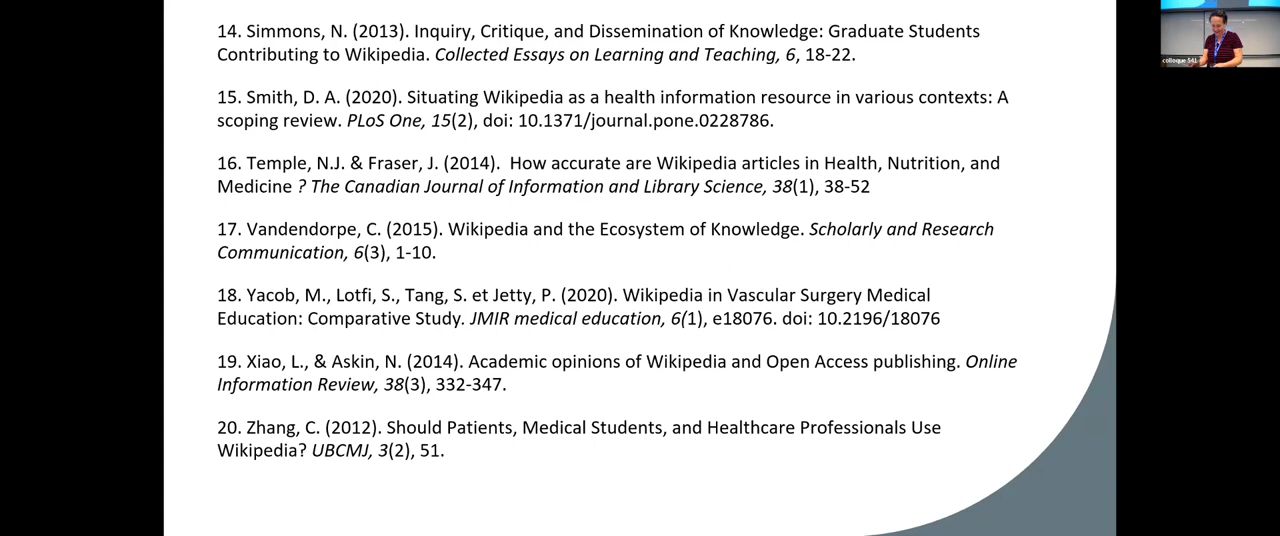 14. Simmons, N. (2013). Inquiry, Critique, and Dissemination of Knowledge: Graduate Students
Contributing to Wikipedia. Collected Essays on Learning and Teaching, 6, 18-22.
15. Smith, D. A. (2020). Situating Wikipedia as a health information resource in various contexts: A
scoping review. PLoS One, 15(2), doi: 10.1371/journal.pone.0228786.
16. Temple, N.J. & Fraser, J. (2014).  How accurate are Wikipedia articles in Health, Nutrition, and
Medicine ? The Canadian Journal of Information and Library Science, 38(1), 38-52
17. Vandendorpe, C. (2015). Wikipedia and the Ecosystem of Knowledge. Scholarly and Research
Communication, 6(3), 1-10.
18. Yacob, M., Lotfi, S., Tang, S. et Jetty, P. (2020). Wikipedia in Vascular Surgery Medical
Education: Comparative Study. JMIR medical education, 6(1), e18076. doi: 10.2196/18076
19. Xiao, L., & Askin, N. (2014). Academic opinions of Wikipedia and Open Access publishing. Online
Information Review, 38(3), 332-347.
20. Zhang, C. (2012). Should Patients, Medical Students, and Healthcare Professionals Use
Wikipedia? UBCMJ, 3(2), 51.
colloque 541